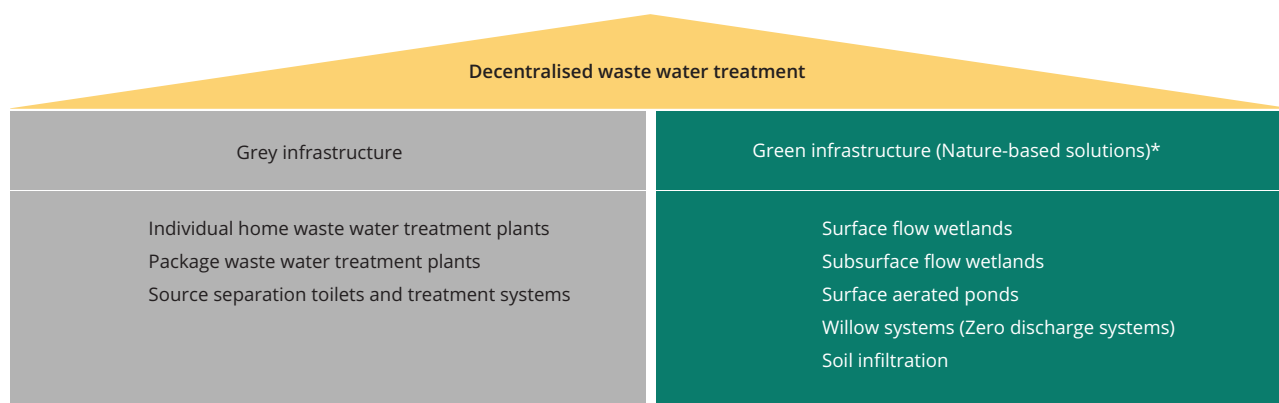 Decentralised waste water treatment
Grey infrastructure
Individual home waste water treatment plants
Package waste water treatment plants
Source separation toilets and treatment systems
Green infrastructure (Nature-based solutions)*
Surface flow wetlands
Subsurface flow wetlands
Surface aerated ponds
Willow systems (Zero discharge systems)
Soil infiltration